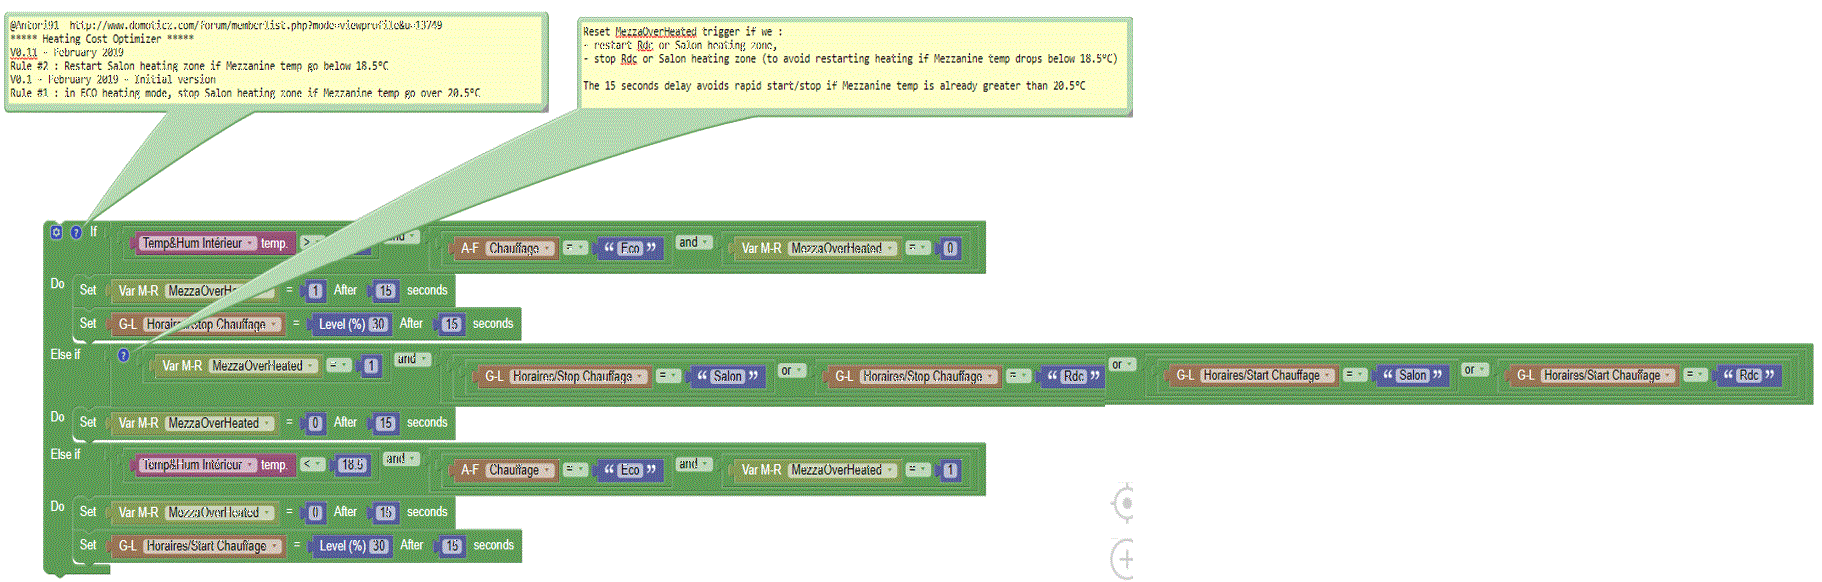 @Antori91  http://www.domoticz.com/forum/memberlist.php?mode=viewprofile&u=13749
***** Heating Cost Optimizer *****
V0.11 - February 2019
Rule #2 : Restart Salon heating zone if Mezzanine temp go below 18.5°C
V0.1 - February 2019 - Initial version
Rule #1 : in ECO heating mode, stop Salon heating zone if Mezzanine temp go over 20.5°C
Reset MezzaOverHeated trigger if we :
- restart Rdc or Salon heating zone,
- stop Rdc or Salon heating zone (to avoid restarting heating if Mezzanine temp drops below 18.5°C)
The 15 seconds delay avoids rapid start/stop if Mezzanine temp is already greater than 20.5°C
If Temp&Hum Intérieur temp. > and A-F Chauffage = “ Eco ” and Var M-R MezzaOverHeated = 0
Do Set Var M-R MezzaOverHeated = 1 After 15 seconds
Set G-L Horaires/Stop Chauffage = Level (%) 30 After 15 seconds
Else if Var M-R MezzaOverHeated = 1 and G-L Horaires/Stop Chauffage = “ Salon ” or G-L Horaires/Stop Chauffage = “ Rdc ” or G-L Horaires/Start Chauffage = “ Salon ” or G-L Horaires/Start Chauffage = “ Rdc ”
Do Set Var M-R MezzaOverHeated = 0 After 15 seconds
Else if Temp&Hum Intérieur temp. < 18.5 and A-F Chauffage = “ Eco ” and Var M-R MezzaOverHeated = 1
Do Set Var M-R MezzaOverHeated = 0 After 15 seconds
Set G-L Horaires/Start Chauffage = Level (%) 30 After 15 seconds